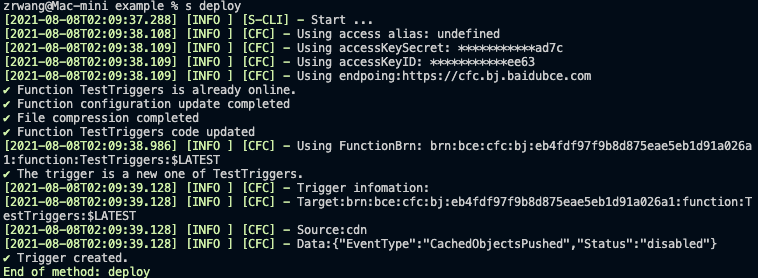 zrwang@Mac-mini example % s deploy
[2021-08-08T02:09:37.288] [INFO ] [S-CLI] - Start ...
[2021-08-08T02:09:38.108] [INFO ] [CFC] - Using access alias: undefined
[2021-08-08T02:09:38.109] [INFO ] [CFC] - Using accessKeySecret: ************ad7c
[2021-08-08T02:09:38.109] [INFO ] [CFC] - Using accessKeyID: ************ee63
[2021-08-08T02:09:38.109] [INFO ] [CFC] - Using endpoing:https://cfc.bj.baidubce.com
✔ Function TestTriggers is already online.
✔ Function configuration update completed
✔ File compression completed
✔ Function TestTriggers code updated
[2021-08-08T02:09:38.986] [INFO ] [CFC] - Using FunctionBrn: brn:bce:cfc:bj:eb4fdf97f9b8d875eae5eb1d91a026a
1:function:TestTriggers:$LATEST
✔ The trigger is a new one of TestTriggers.
[2021-08-08T02:09:39.128] [INFO ] [CFC] - Trigger infomation:
[2021-08-08T02:09:39.128] [INFO ] [CFC] - Target:brn:bce:cfc:bj:eb4fdf97f9b8d875eae5eb1d91a026a1:function:T
estTriggers:$LATEST
[2021-08-08T02:09:39.128] [INFO ] [CFC] - Source:cdn
[2021-08-08T02:09:39.128] [INFO ] [CFC] - Data:{"EventType":"CachedObjectsPushed","Status":"disabled"}
✔ Trigger created.
End of method: deploy